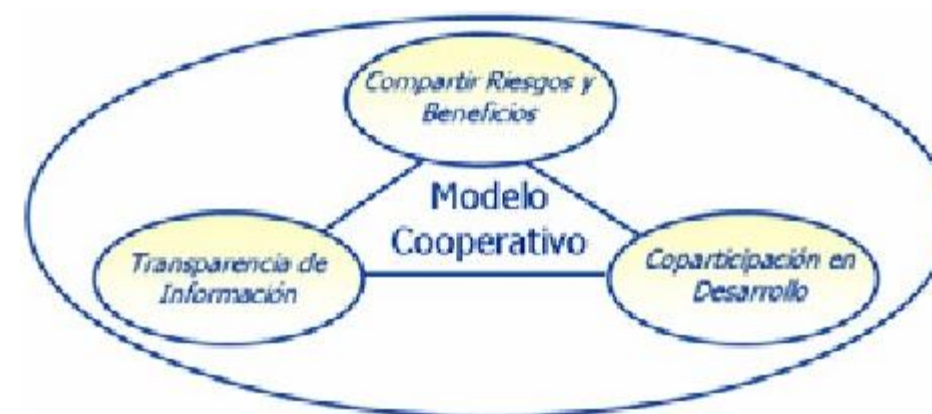 Compartir Riesgos y
Beneficios
Modelo
Cooperativo
Transparencia de
Información
Coparticipación en
Desarrollo